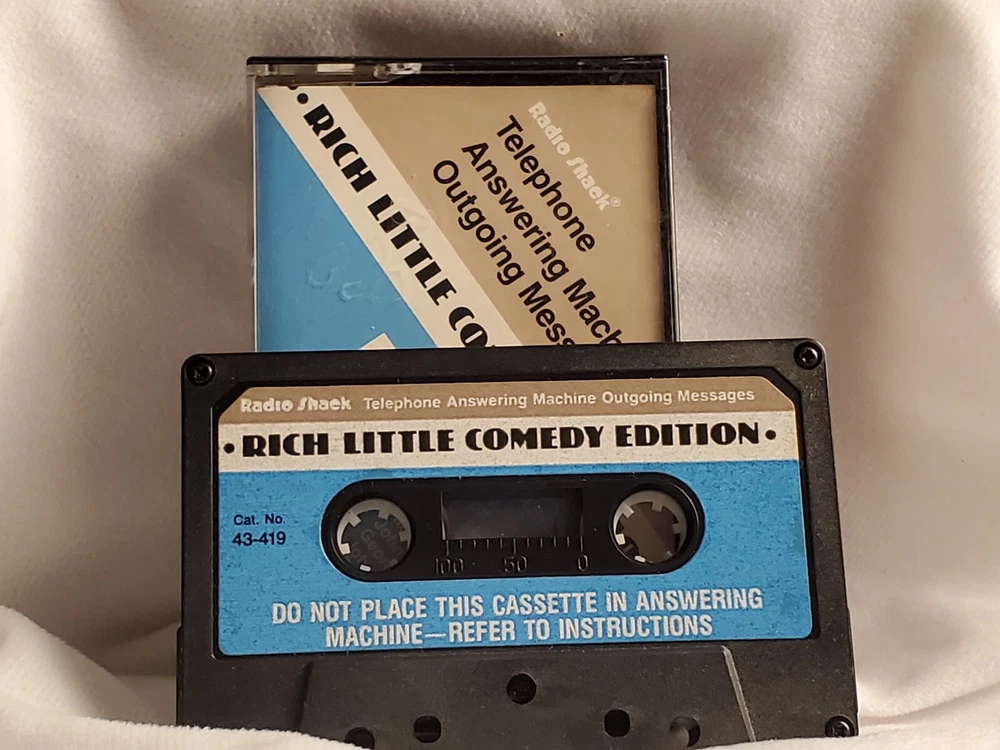 • RICH LITTLE CO
Radio Shack®
Telephone
Answering Mach
Outgoing Mess
Radio Shack Telephone Answering Machine Outgoing Messages
• RICH LITTLE COMEDY EDITION •
Cat. No.
43-419
100 50 0
DO NOT PLACE THIS CASSETTE IN ANSWERING
MACHINE—REFER TO INSTRUCTIONS